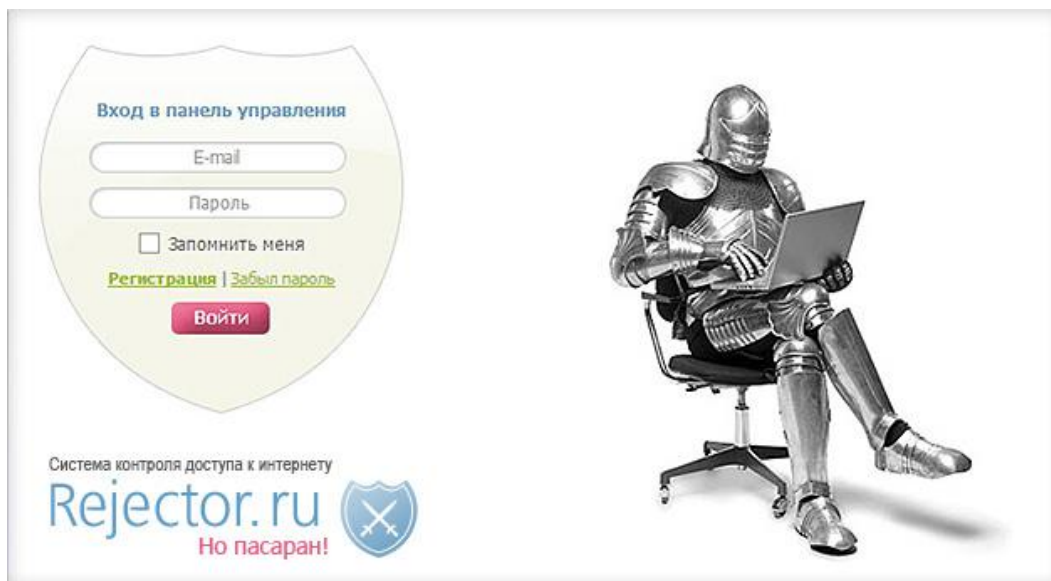 Вход в панель управления
E-mail
Пароль
Запомнить меня
Регистрация | Забыл пароль
Войти
Система контроля доступа к интернету
Rejector.ru
Но пасаран!